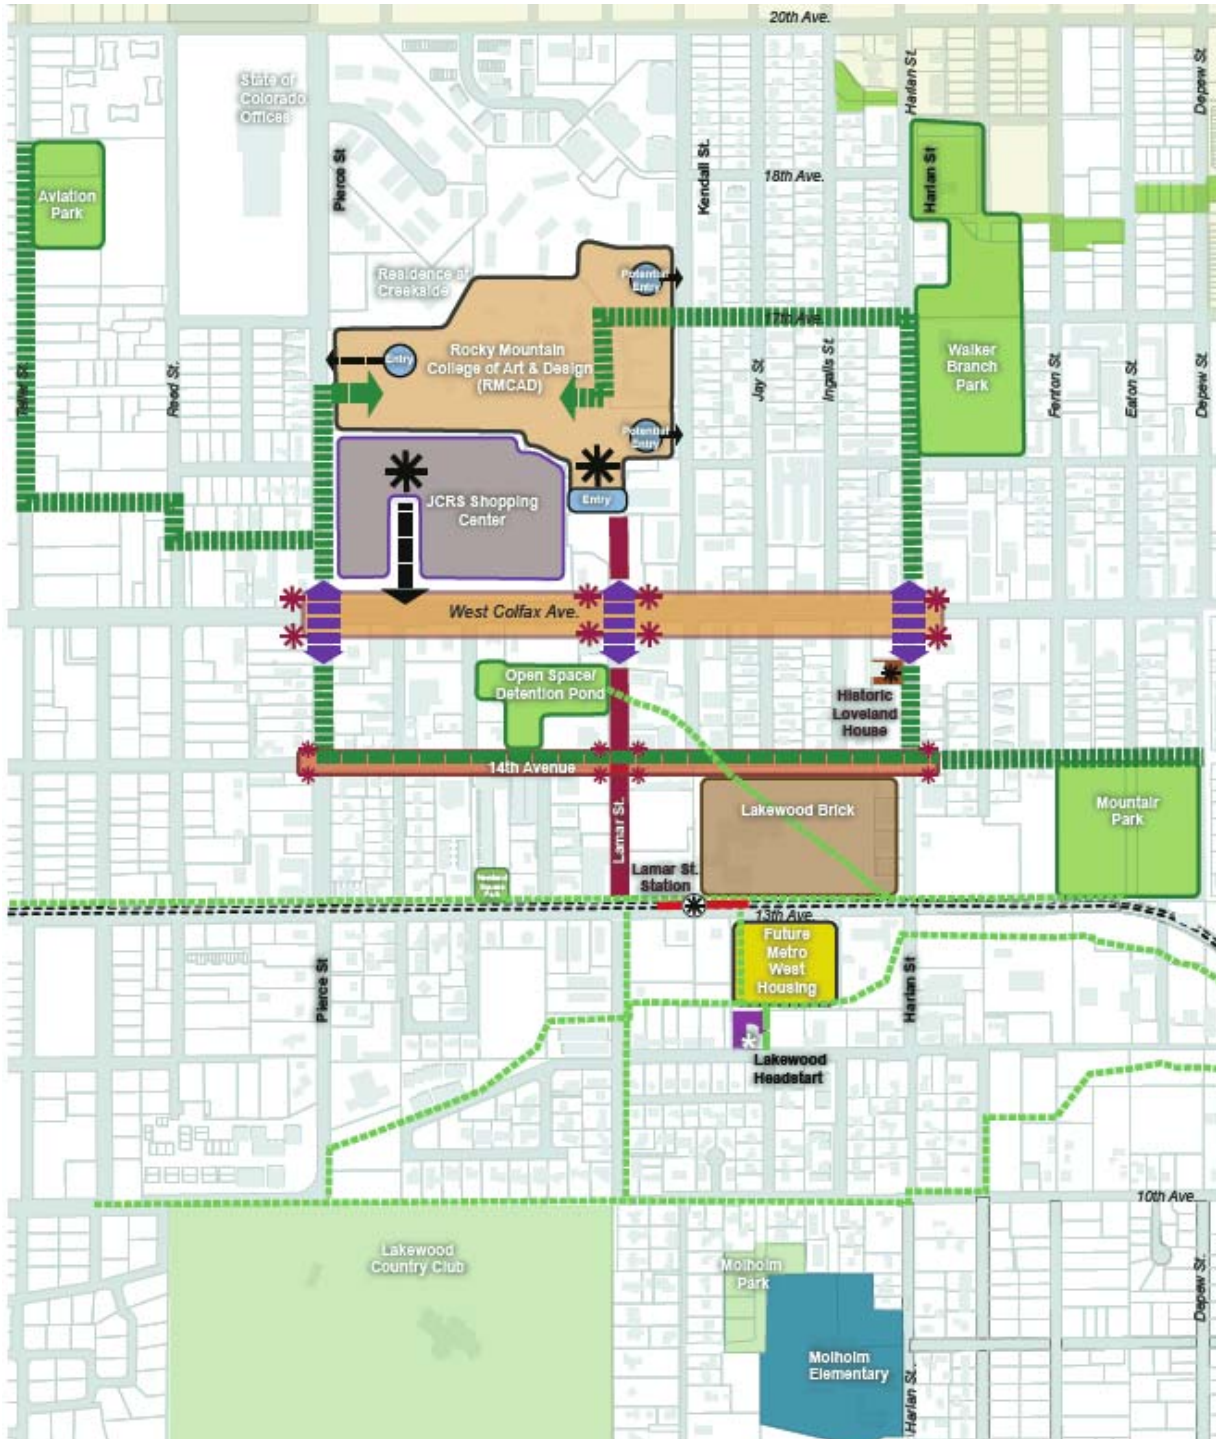 20th Ave.
State of
Colorado
Offices
Harlan St.
Depew St.
Pierce St
Kendall St.
18th Ave.
Harlan St
Aviation
Park
Residence at
Creekside
Potential
Entry
17th Ave.
Entry
Rocky Mountain
College of Art & Design
(RMCAD)
Walker
Branch
Park
Teller St.
Reed St.
Jay St
Ingalls St.
Fenton St.
Eaton St.
Depew St.
Potential
Entry
Entry
JCRS Shopping
Center
West Colfax Ave.
Open Space/
Detention Pond
Historic
Loveland
House
14th Avenue
Lamar St.
Lakewood Brick
Mountair
Park
Lamar St.
Station
13th Ave.
Future
Metro
West
Housing
Pierce St
Harlan St
Lakewood
Headstart
10th Ave.
Lakewood
Country Club
Molholm
Park
Depew St.
Molholm
Elementary
Harlan St.